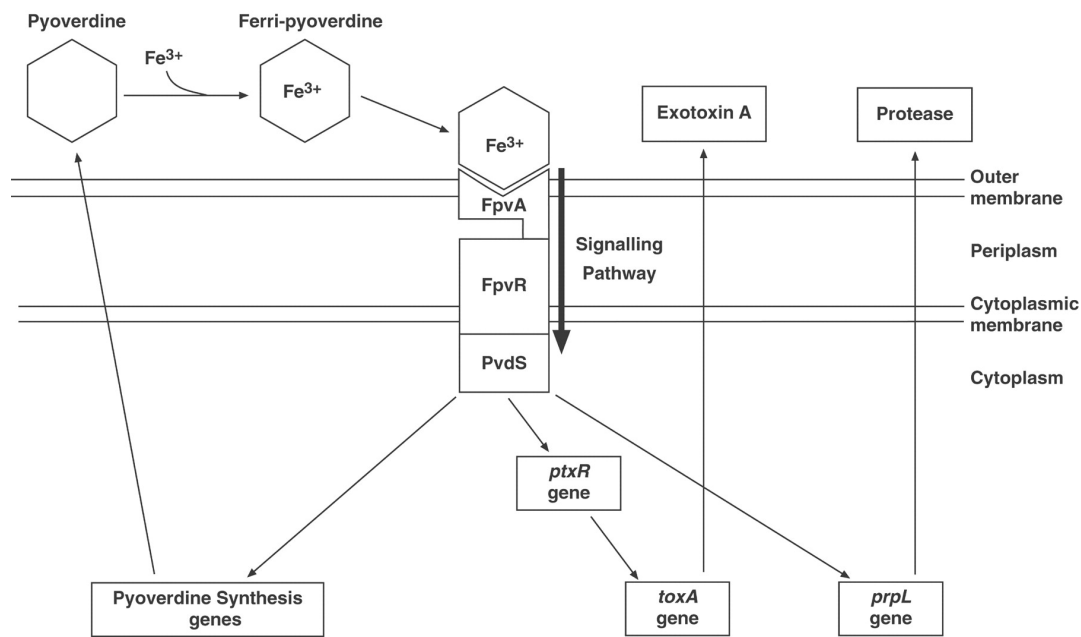 Pyoverdine
Ferri-pyoverdine
Fe3+
Fe3+
Fe3+
Exotoxin A
Protease
Outer
membrane
FpvA
Signalling
Pathway
Periplasm
FpvR
Cytoplasmic
membrane
PvdS
Cytoplasm
ptxR
gene
Pyoverdine Synthesis
genes
toxA
gene
prpL
gene